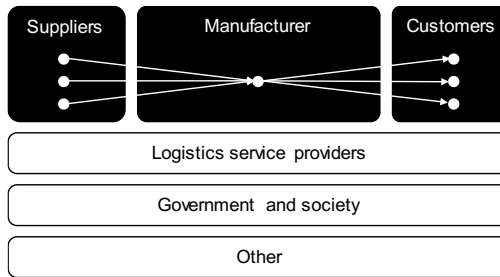 Suppliers
Manufacturer
Customers
Logistics service providers
Government and society
Other